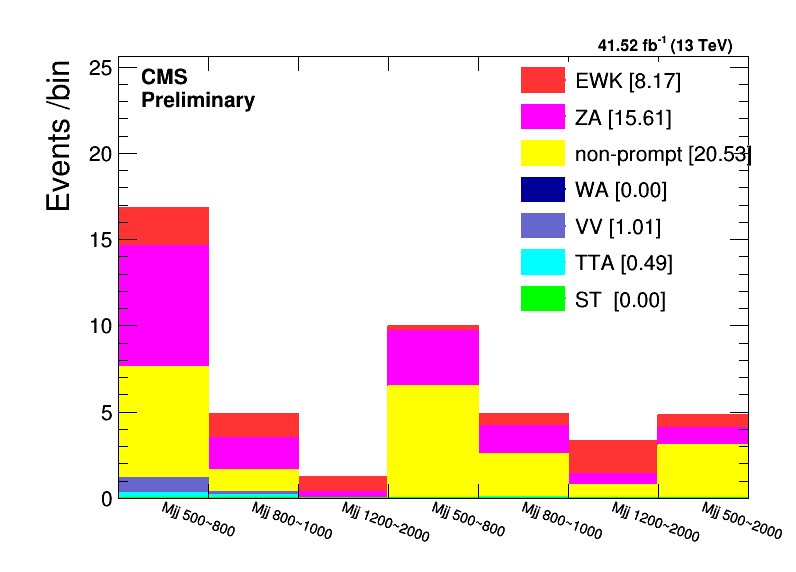 41.52 fb-1 (13 TeV)
CMS
Preliminary
Events /bin
25
20
15
10
5
0
EWK [8.17]
ZA [15.61]
non-prompt [20.53]
WA [0.00]
VV [1.01]
TTA [0.49]
ST [0.00]
Mjj 500~800
Mjj 800~1000
Mjj 1200~2000
Mjj 500~800
Mjj 800~1000
Mjj 1200~2000
Mjj 500~2000